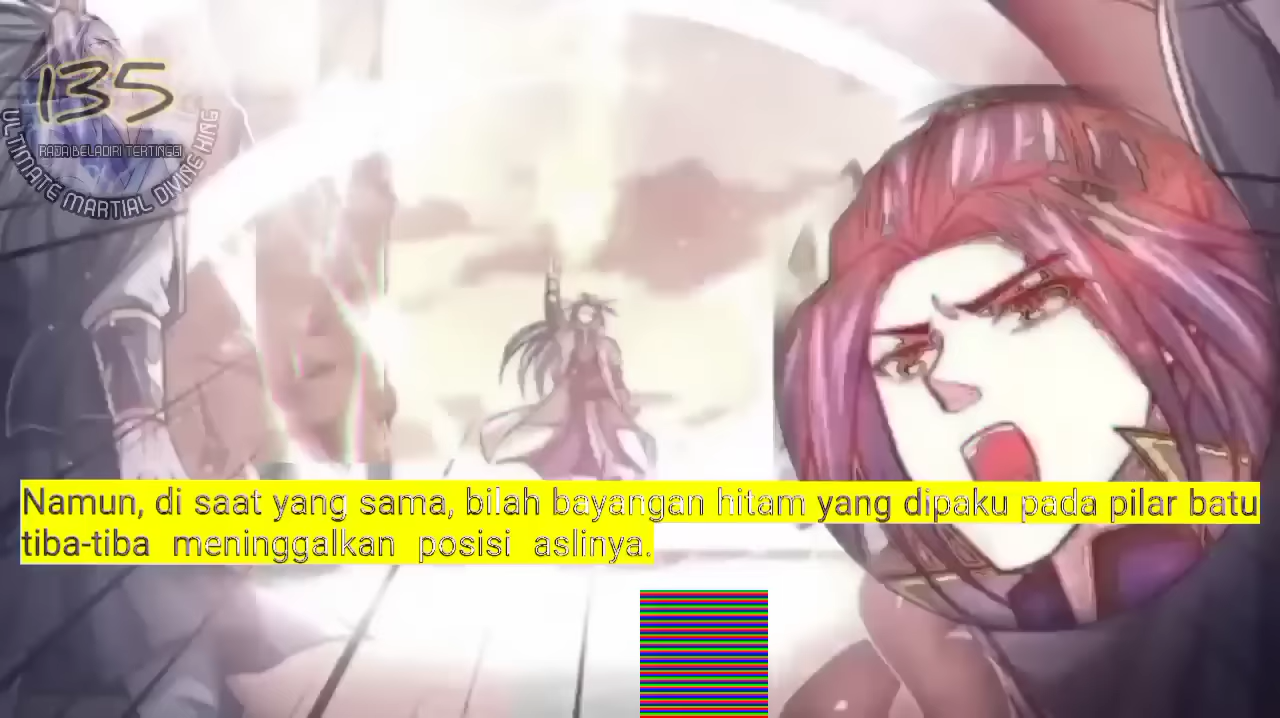 135
RADA BELADIRI TERTINGGI
ULTIMATE MARTIAL DIVINE KING
Namun, di saat yang sama, bilah bayangan hitam yang dipaku pada pilar batu
tiba-tiba meninggalkan posisi aslinya.